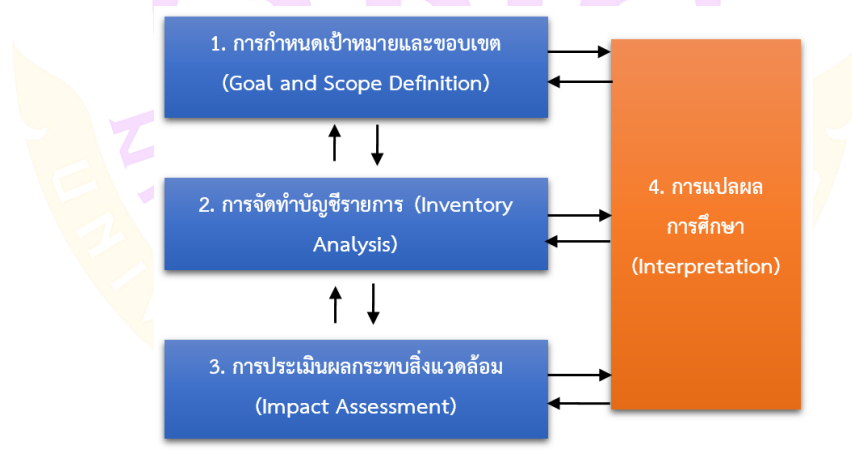 1. การกำหนดเป้าหมายและขอบเขต
(Goal and Scope Definition)
2. การจัดทำบัญชีรายการ (Inventory
Analysis)
3. การประเมินผลกระทบสิ่งแวดล้อม
(Impact Assessment)
4. การแปลผล
การศึกษา
(Interpretation)